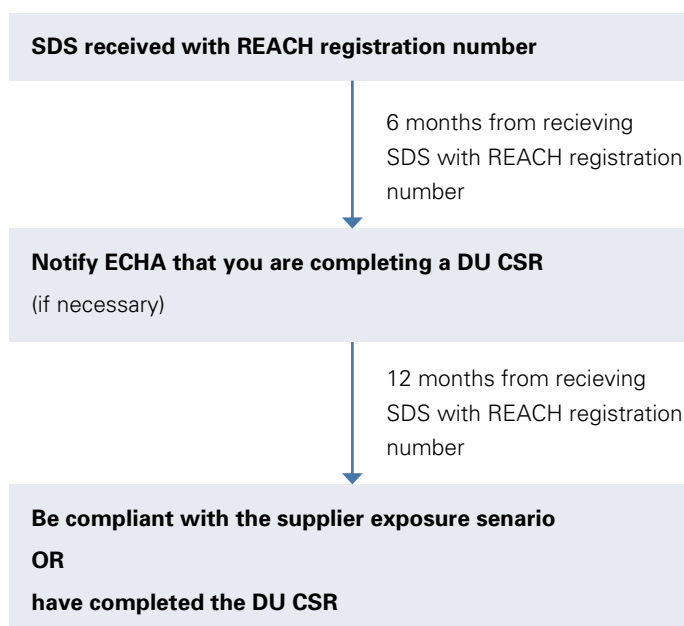 SDS received with REACH registration number
6 months from recieving
SDS with REACH registration
number
Notify ECHA that you are completing a DU CSR
(if necessary)
12 months from recieving
SDS with REACH registration
number
Be compliant with the supplier exposure senario
OR
have completed the DU CSR